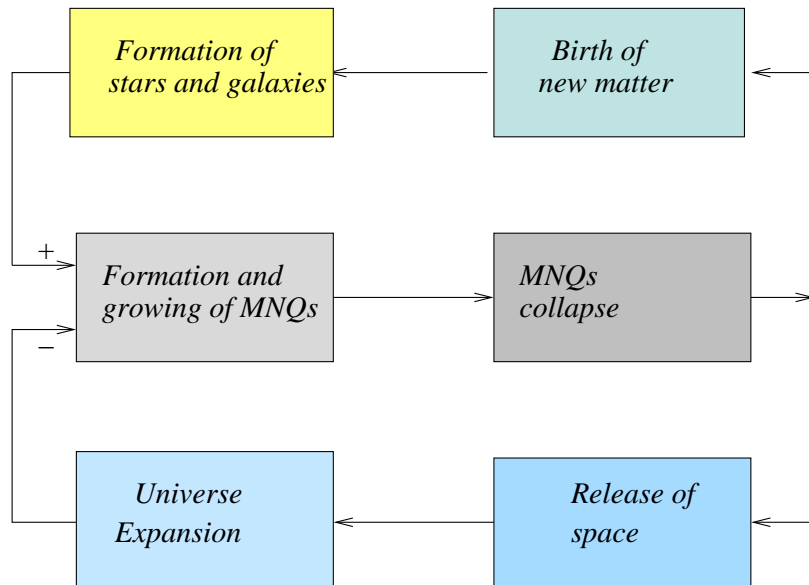 Formation of
stars and galaxies
Birth of
new matter
+
Formation and
growing of MNQs
MNQs
collapse
−
Universe
Expansion
Release of
space